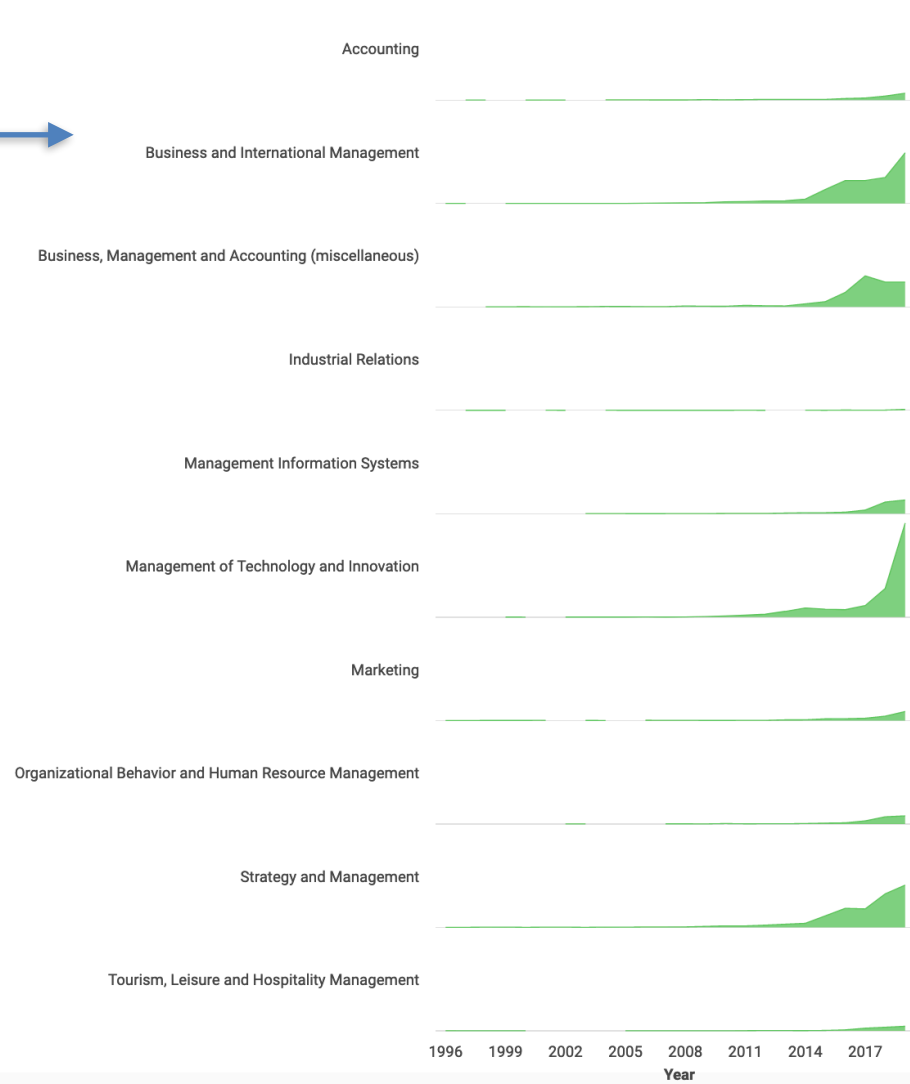 Accounting
Business and International Management
Business, Management and Accounting (miscellaneous)
Industrial Relations
Management Information Systems
Management of Technology and Innovation
Marketing
Organizational Behavior and Human Resource Management
Strategy and Management
Tourism, Leisure and Hospitality Management
1996 1999 2002 2005 2008 2011 2014 2017
Year